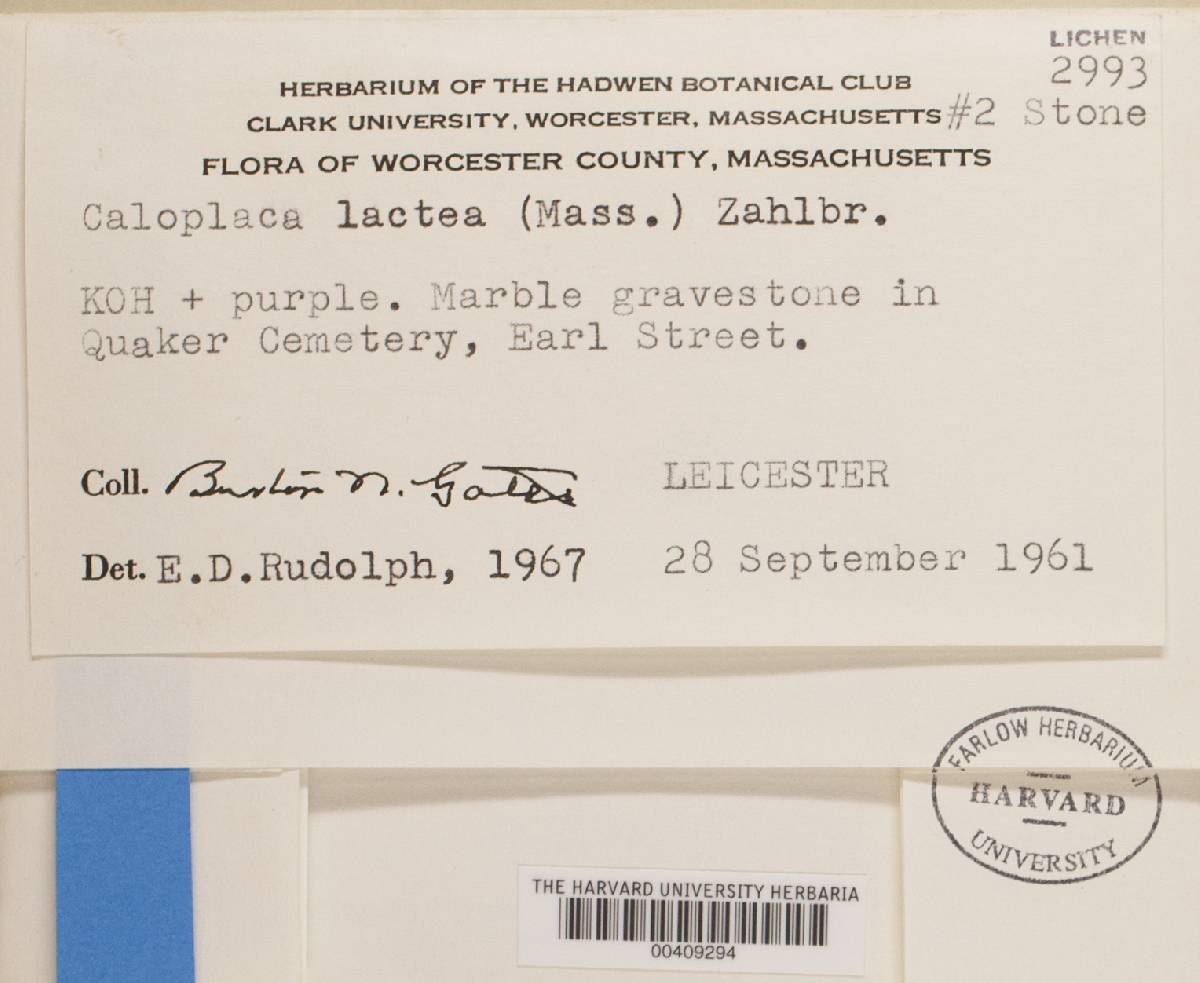 LICHEN
2993
HERBARIUM OF THE HADWEN BOTANICAL CLUB
CLARK UNIVERSITY, WORCESTER, MASSACHUSETTS #2 Stone
FLORA OF WORCESTER COUNTY, MASSACHUSETTS
Caloplaca lactea (Mass.) Zahlbr.
KOH + purple. Marble gravestone in
Quaker Cemetery, Earl Street.
Coll. Burton N. Gates LEICESTER
Det. E.D.Rudolph, 1967 28 September 1961
FARLOW HERBARIUM
HARVARD
UNIVERSITY
THE HARVARD UNIVERSITY HERBARIA
00409294